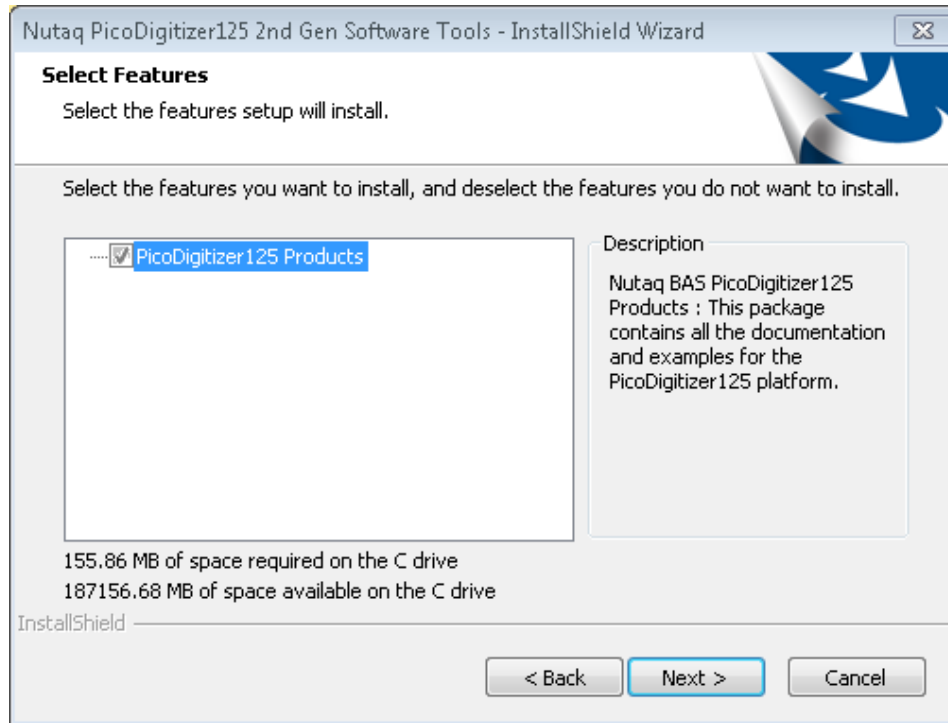 Nutaq PicoDigitizer125 2nd Gen Software Tools - InstallShield Wizard
Select Features
Select the features setup will install.
Select the features you want to install, and deselect the features you do not want to install.
PicoDigitizer125 Products
Description
Nutaq BAS PicoDigitizer125
Products : This package
contains all the documentation
and examples for the
PicoDigitizer125 platform.
155.86 MB of space required on the C drive
187156.68 MB of space available on the C drive
InstallShield
< Back
Next >
Cancel